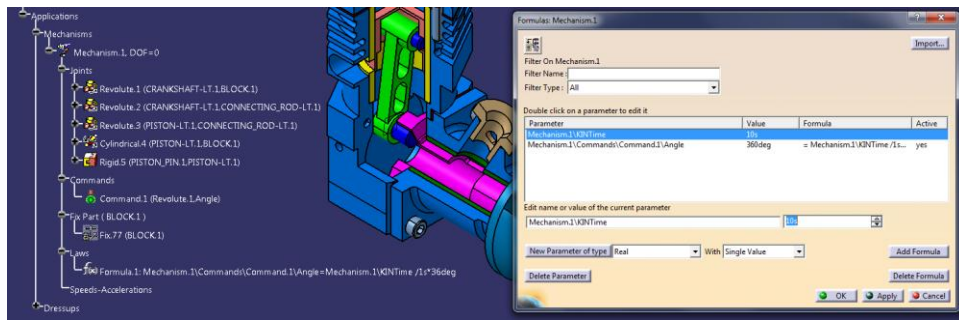 Applications
Mechanisms
Mechanism.1, DOF=0
Joints
Revolute.1 (CRANKSHAFT-LT.1,BLOCK.1)
Revolute.2 (CRANKSHAFT-LT.1,CONNECTING_ROD-LT.1)
Revolute.3 (PISTON-LT.1,CONNECTING_ROD-LT.1)
Cylindrical.4 (PISTON-LT.1,BLOCK.1)
Rigid.5 (PISTON_PIN.1,PISTON-LT.1)
Commands
Command.1 (Revolute.1,Angle)
Fix Part ( BLOCK.1 )
Fix.77 (BLOCK.1)
Laws
f(x) Formula.1: Mechanism.1\Commands\Command.1\Angle=Mechanism.1\KINTime /1s*36deg
Speeds-Accelerations
Dressups
Formulas: Mechanism.1
Import...
Filter On Mechanism.1
Filter Name :
Filter Type : All
Double click on a parameter to edit it
Parameter Value Formula Active
Mechanism.1\KINTime 10s
Mechanism.1\Commands\Command.1\Angle 360deg = Mechanism.1\KINTime /1s... yes
Edit name or value of the current parameter
Mechanism.1\KINTime 10s
New Parameter of type Real With Single Value Add Formula
Delete Parameter Delete Formula
OK Apply Cancel